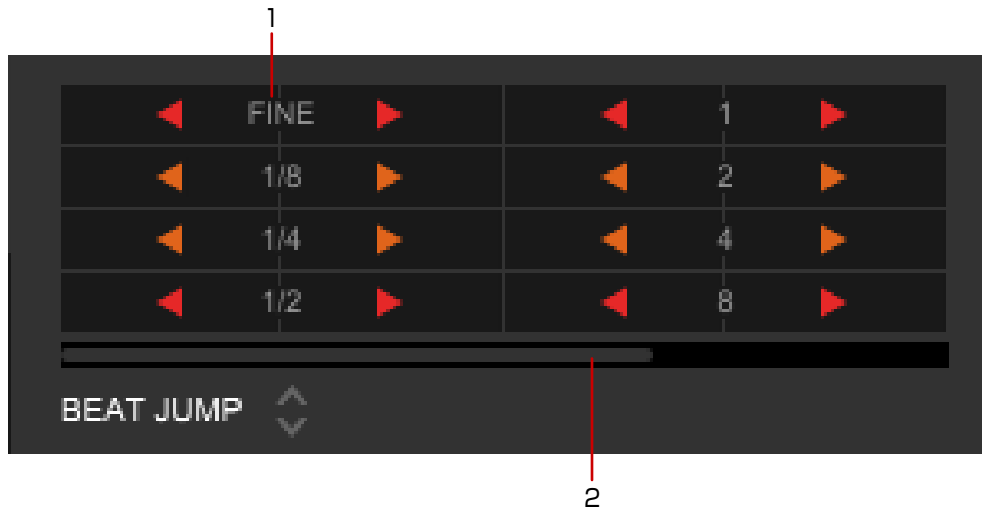 1
FINE 1
1/8 2
1/4 4
1/2 8
BEAT JUMP
2